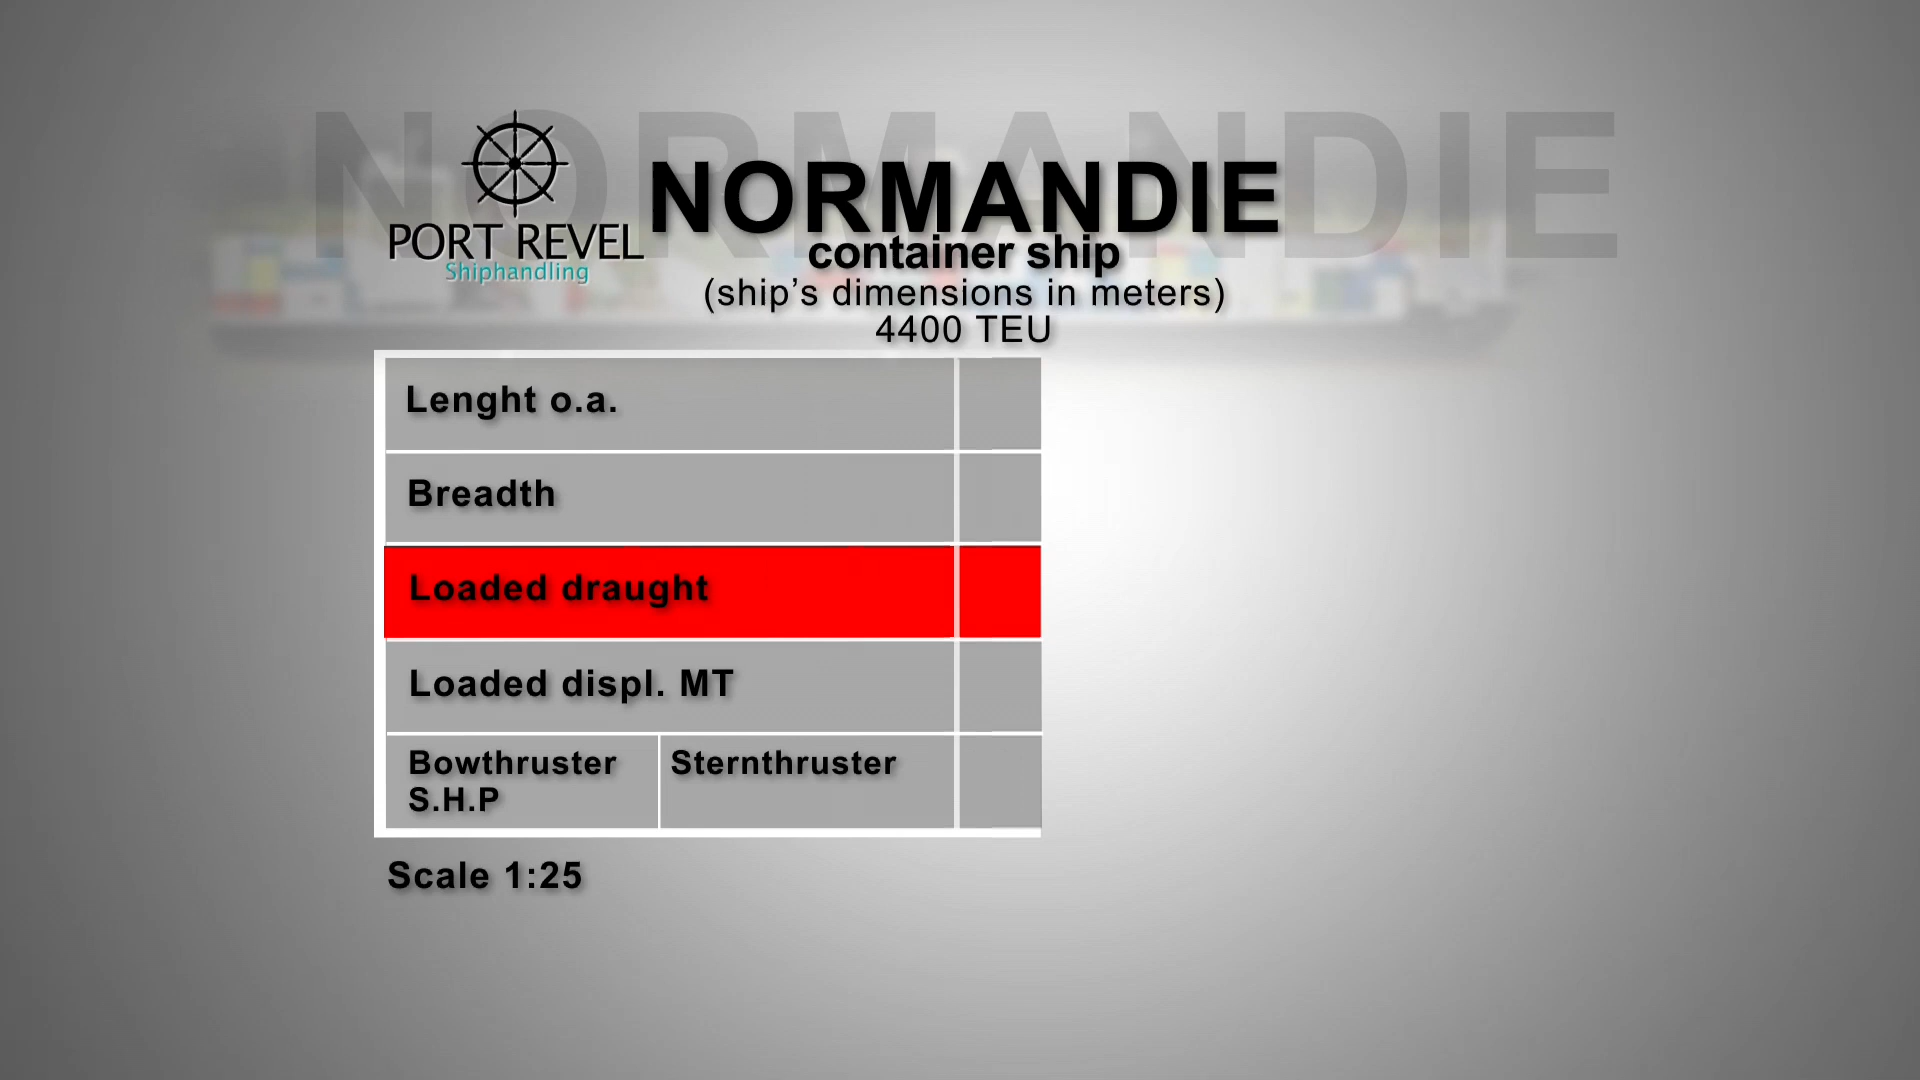 NORMANDIE
PORT REVEL
Shiphandling
NORMANDIE
container ship
(ship's dimensions in meters)
4400 TEU
Lenght o.a.
Breadth
Loaded draught
Loaded displ. MT
Bowthruster
S.H.P
Sternthruster
Scale 1:25